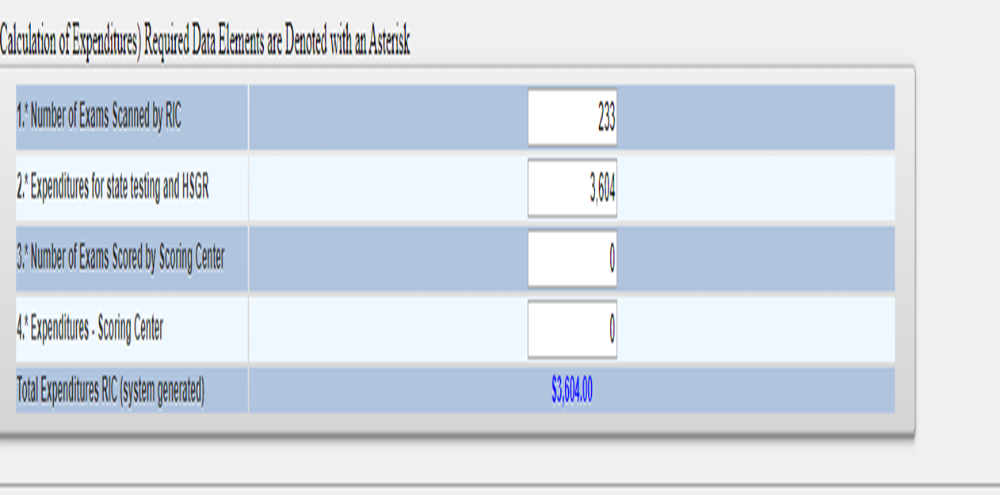 Calculation of Expenditures) Required Data Elements are Denoted with an Asterisk
1.* Number of Exams Scanned by RIC 233
2.* Expenditures for state testing and HSGR 3,604
3.* Number of Exams Scored by Scoring Center 0
4.* Expenditures - Scoring Center 0
Total Expenditures RIC (system generated) $3,604.00